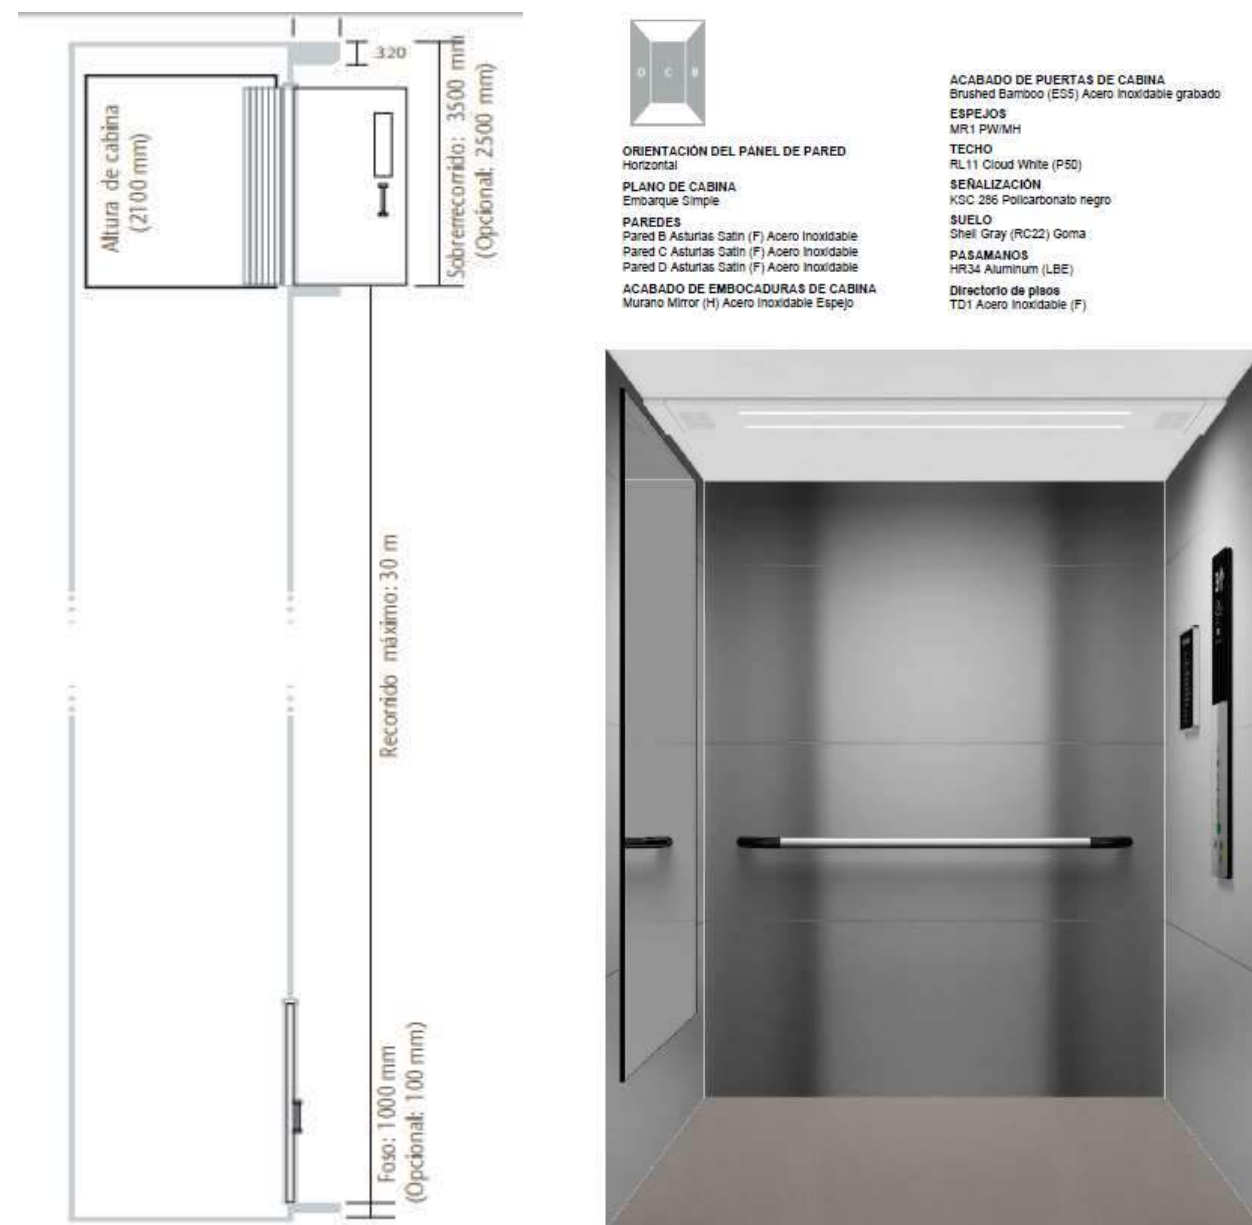 320
Altura de cabina
(2100 mm)
Sobrerrecorrido: 3500 mm
(Opcional: 2500 mm)
Recorrido máximo: 30 m
Foso: 1000 mm
(Opcional: 100 mm)
D C B
ORIENTACIÓN DEL PANEL DE PARED
Horizontal
PLANO DE CABINA
Embarque Simple
PAREDES
Pared B Asturias Satin (F) Acero Inoxidable
Pared C Asturias Satin (F) Acero Inoxidable
Pared D Asturias Satin (F) Acero Inoxidable
ACABADO DE EMBOCADURAS DE CABINA
Murano Mirror (H) Acero Inoxidable Espejo
ACABADO DE PUERTAS DE CABINA
Brushed Bamboo (ES5) Acero Inoxidable grabado
ESPEJOS
MR1 PW/MH
TECHO
RL11 Cloud White (P50)
SEÑALIZACIÓN
KSC 286 Policarbonato negro
SUELO
Shell Gray (RC22) Goma
PASAMANOS
HR34 Aluminum (LBE)
Directorio de pisos
TD1 Acero Inoxidable (F)